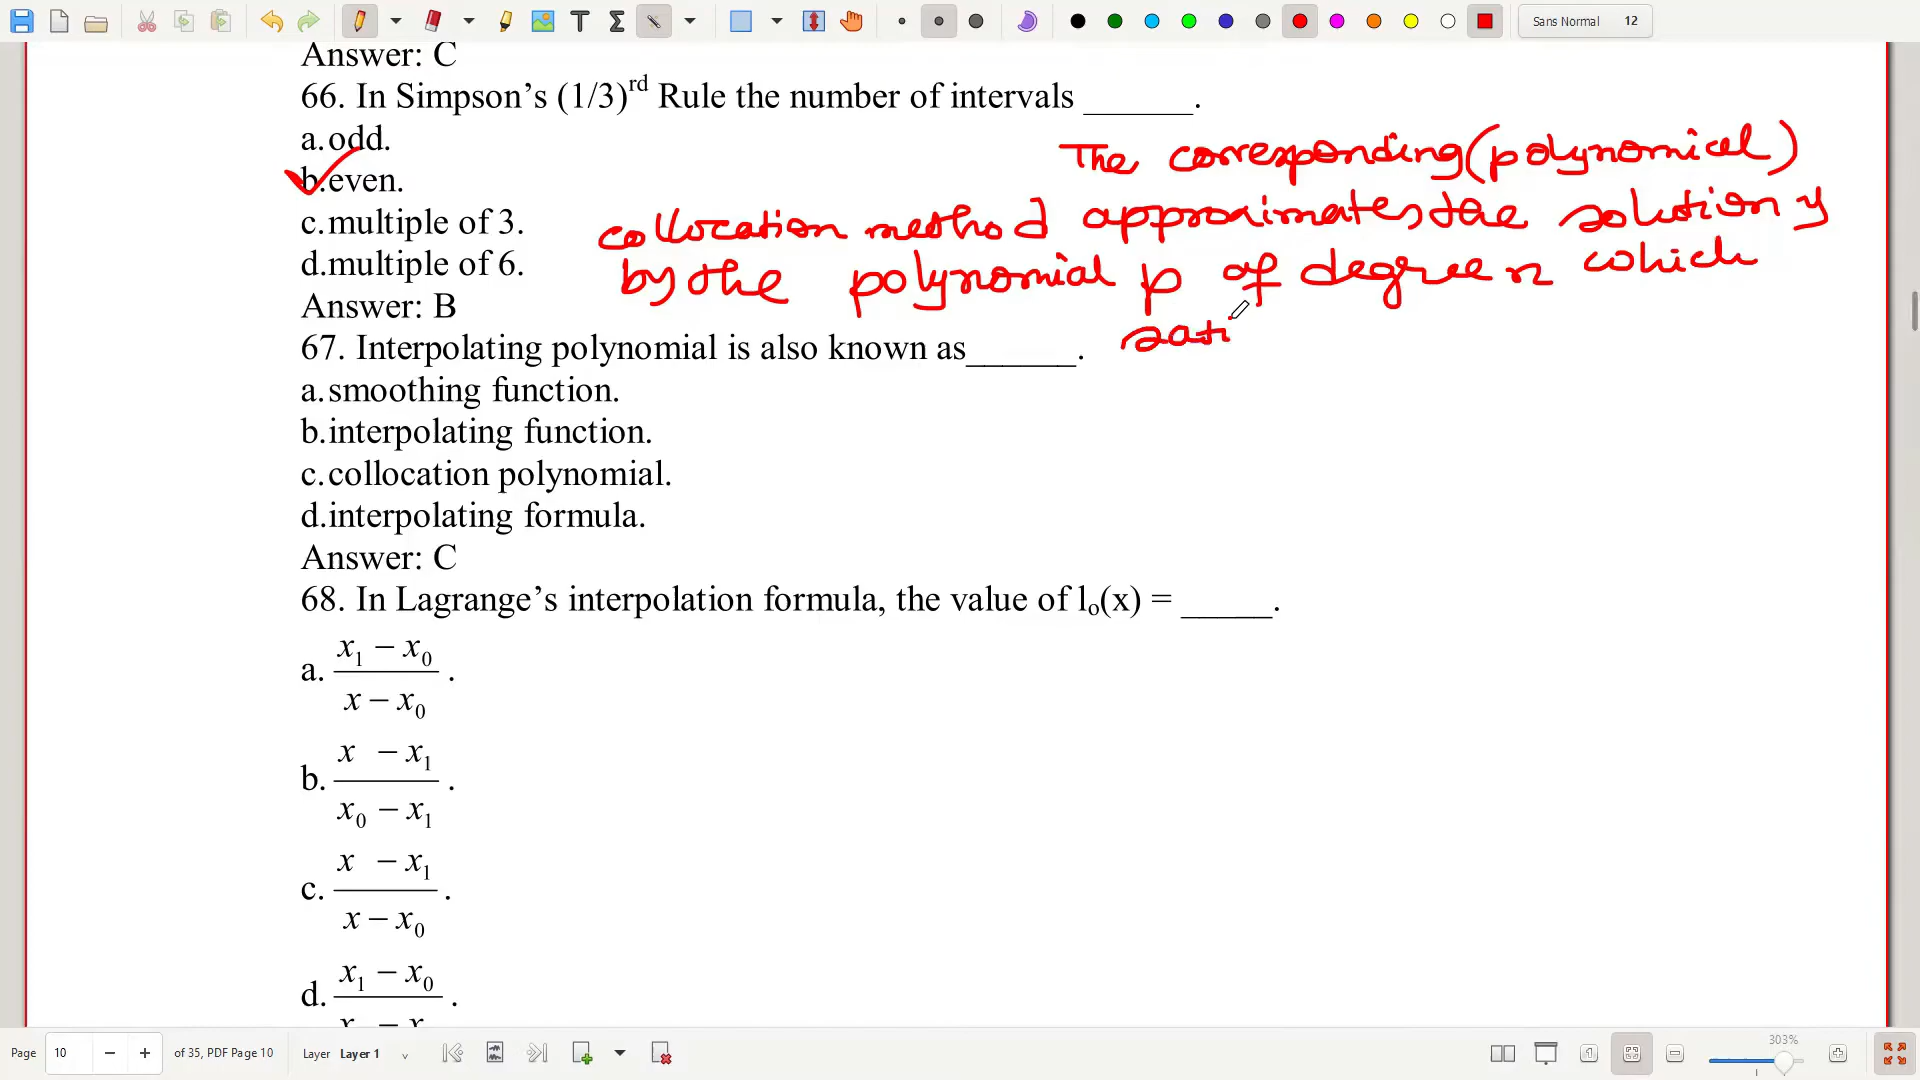 Sans Normal 12
Answer: C
66. In Simpson’s (1/3)rd Rule the number of intervals ______.
a.odd.
b.even.
c.multiple of 3.
d.multiple of 6.
Answer: B
The corresponding (polynomial)
collocation method approximates the solution y
by the polynomial p of degree n which
sati
67. Interpolating polynomial is also known as______.
a.smoothing function.
b.interpolating function.
c.collocation polynomial.
d.interpolating formula.
Answer: C
68. In Lagrange’s interpolation formula, the value of lo(x) = _____.
a. x1 − x0
x − x0 .
b. x − x1
x0 − x1 .
c. x − x1
x − x0 .
d. x1 − x0 .
Page 10 of 35, PDF Page 10 Layer Layer 1 303%